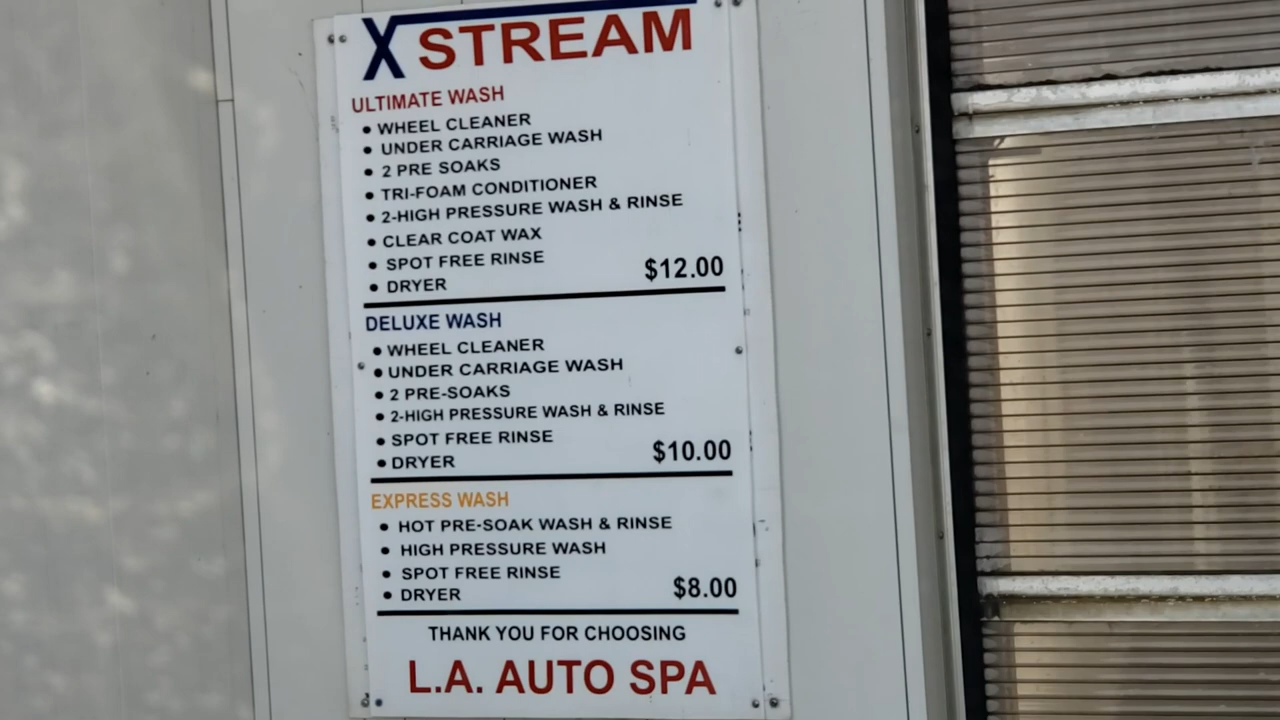 X STREAM
ULTIMATE WASH
• WHEEL CLEANER
• UNDER CARRIAGE WASH
• 2 PRE SOAKS
• TRI-FOAM CONDITIONER
• 2-HIGH PRESSURE WASH & RINSE
• CLEAR COAT WAX
• SPOT FREE RINSE
• DRYER $12.00
DELUXE WASH
• WHEEL CLEANER
• UNDER CARRIAGE WASH
• 2 PRE-SOAKS
• 2-HIGH PRESSURE WASH & RINSE
• SPOT FREE RINSE
• DRYER $10.00
EXPRESS WASH
• HOT PRE-SOAK WASH & RINSE
• HIGH PRESSURE WASH
• SPOT FREE RINSE
• DRYER $8.00
THANK YOU FOR CHOOSING
L.A. AUTO SPA